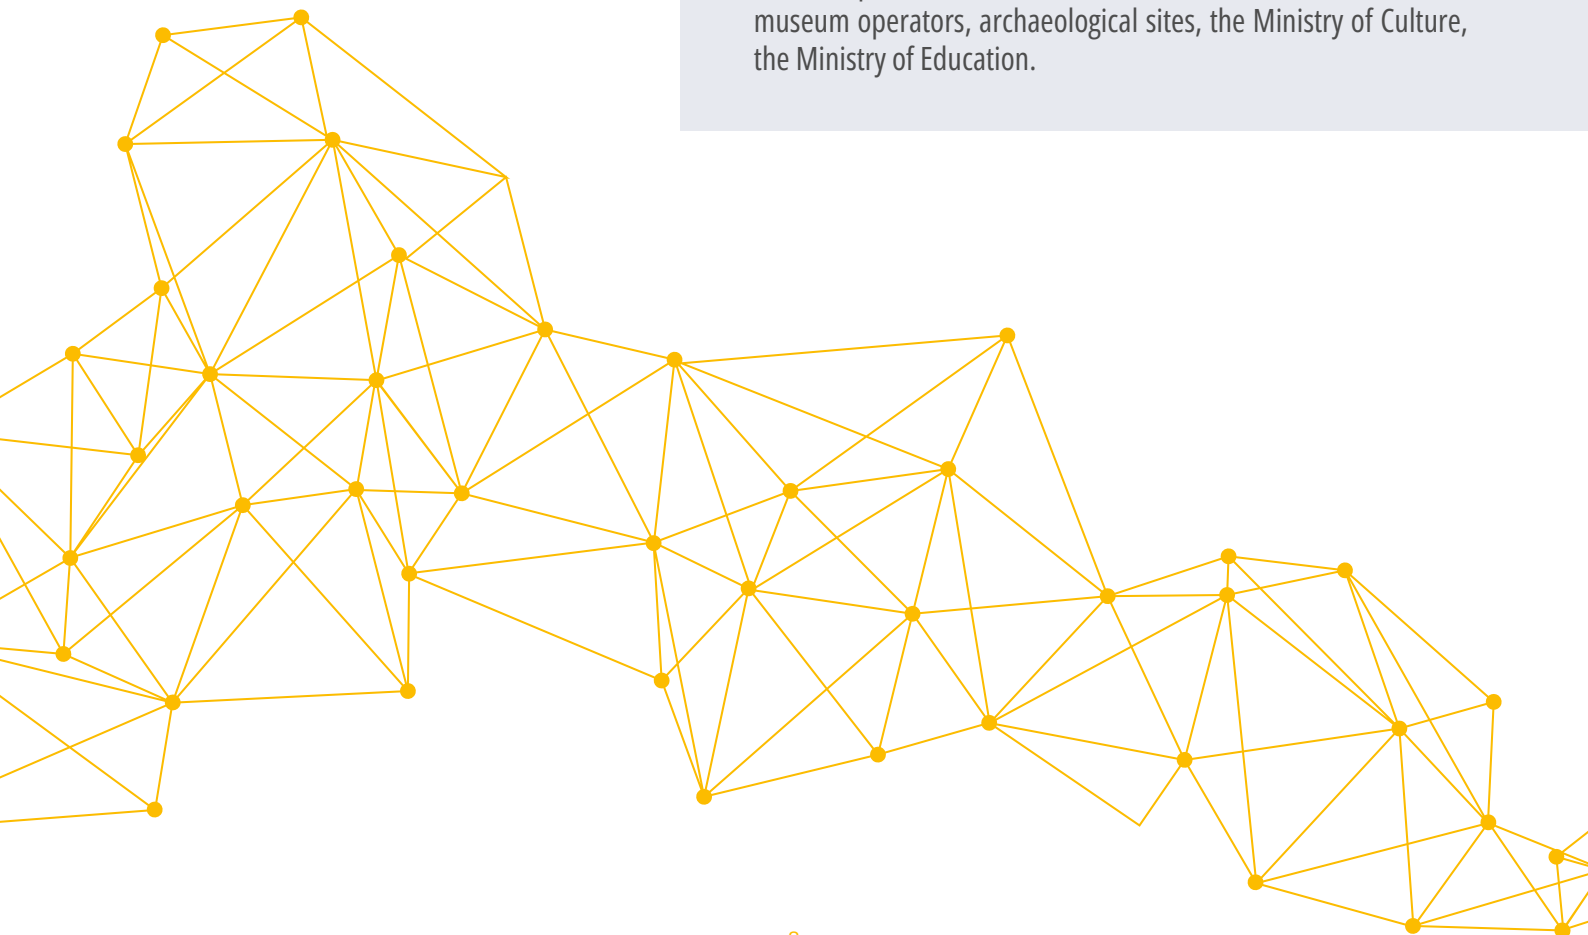 museum operators, archaeological sites, the Ministry of Culture,
the Ministry of Education.